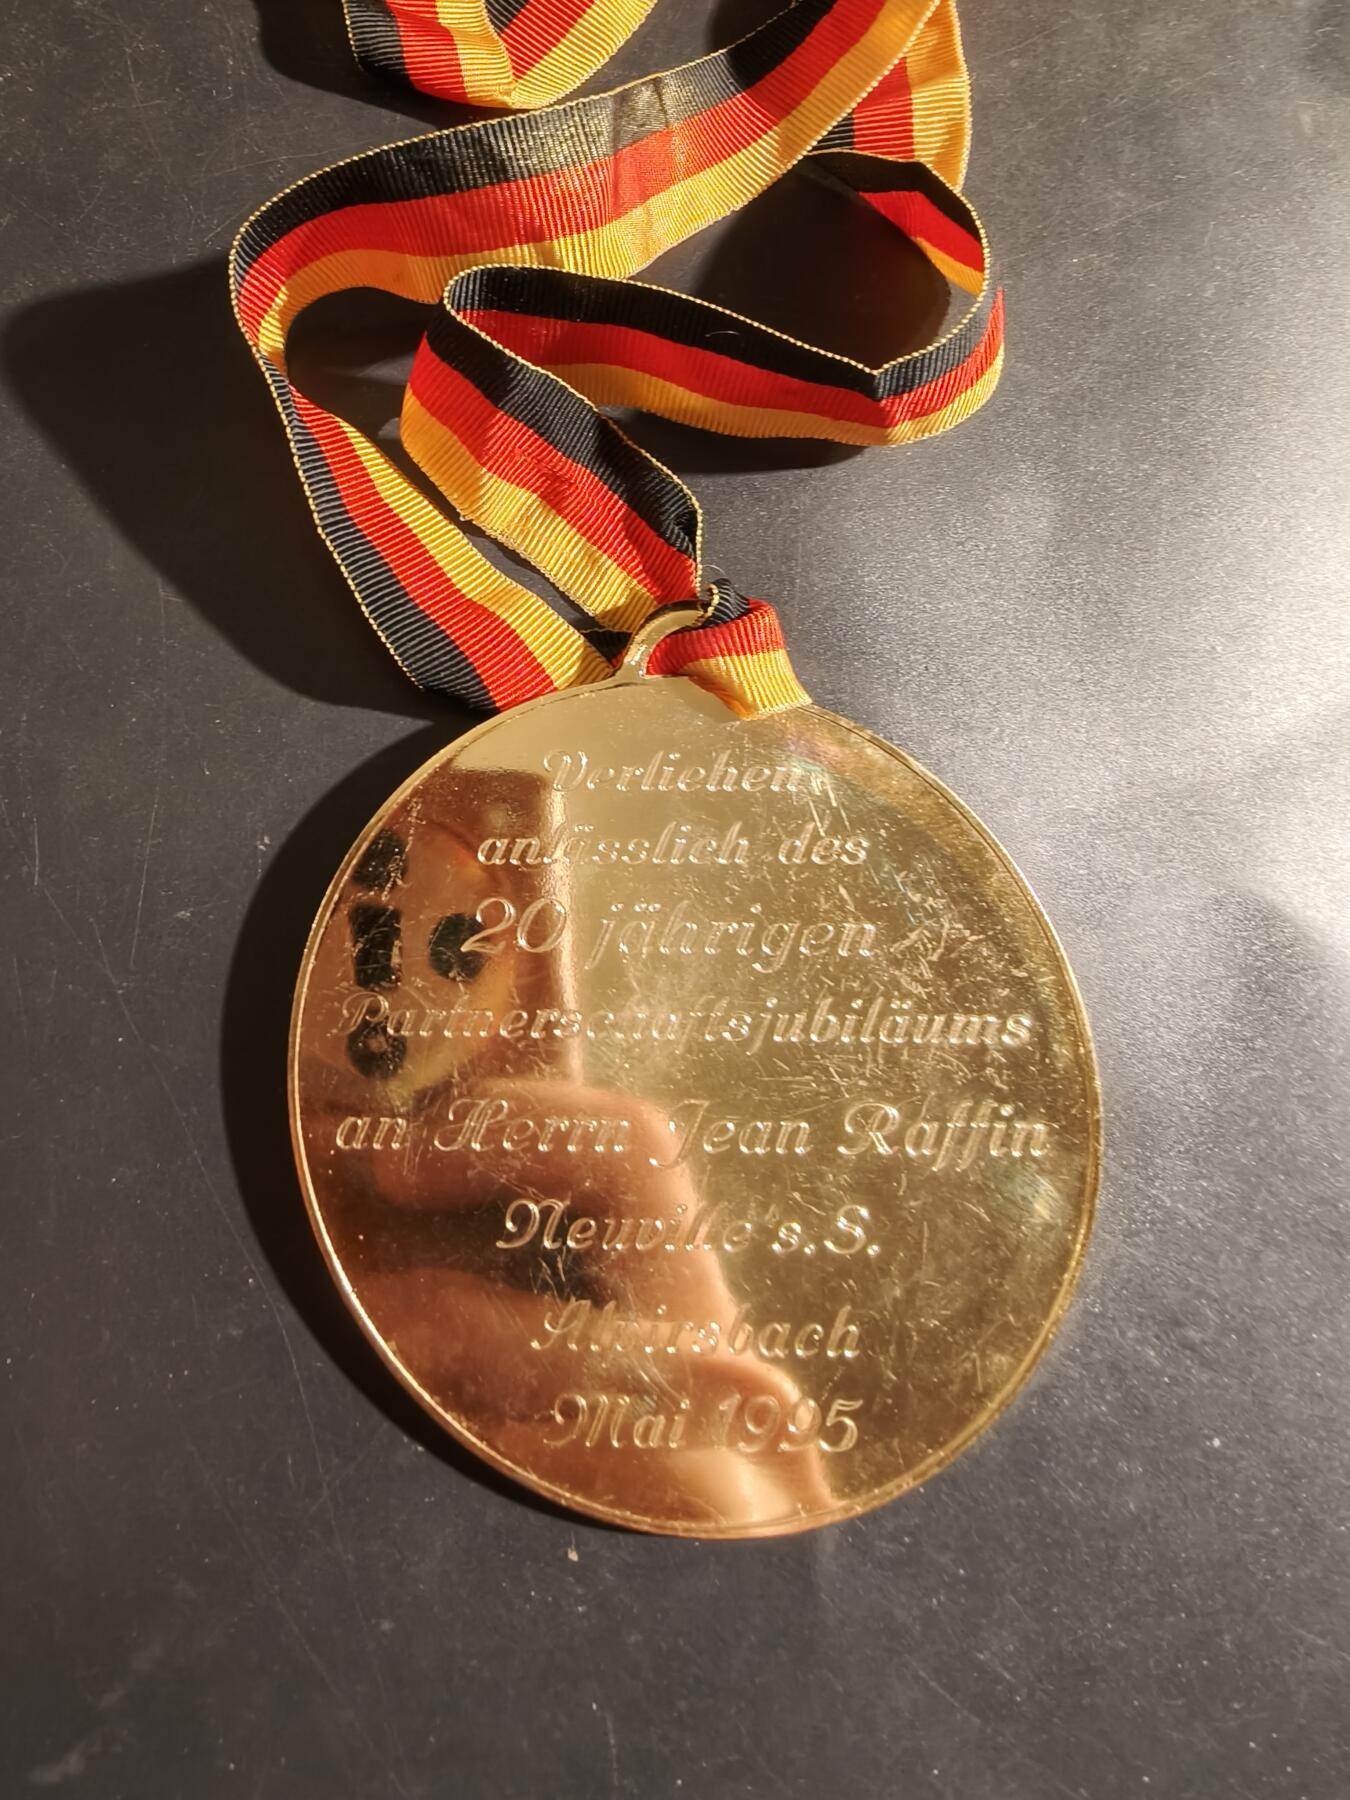 Verliehen
anlässlich des
20 jährigen
Partnerschaftsjubiläums
an Herrn Jean Raffin
Neuville s. S.
Alpirsbach
Mai 1995